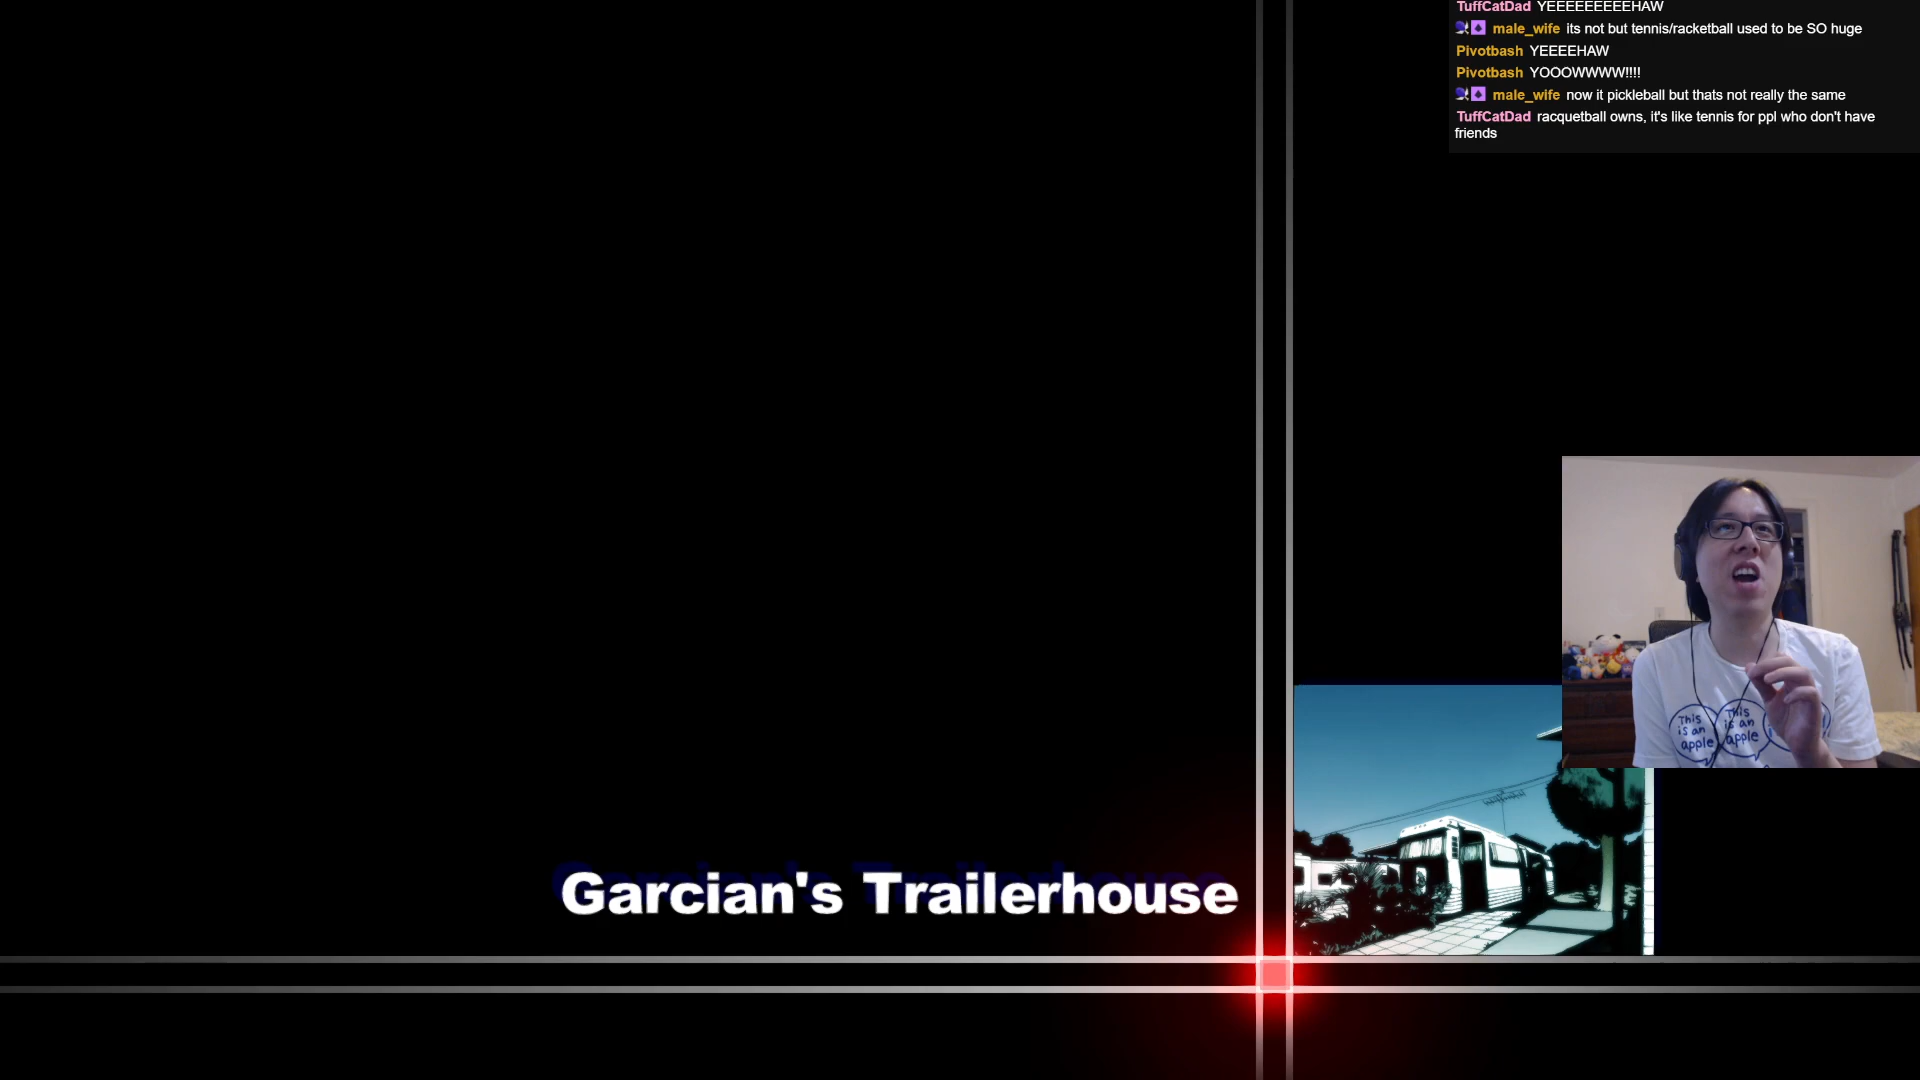 TuffCatDad YEEEEEEEEEHAW
male_wife its not but tennis/racketball used to be SO huge
Pivotbash YEEEEHAW
Pivotbash YOOOWWWW!!!!
male_wife now it pickleball but thats not really the same
TuffCatDad racquetball owns, it's like tennis for ppl who don't have
friends
This
is an
apple
This
is an
apple
Garcian's Trailerhouse